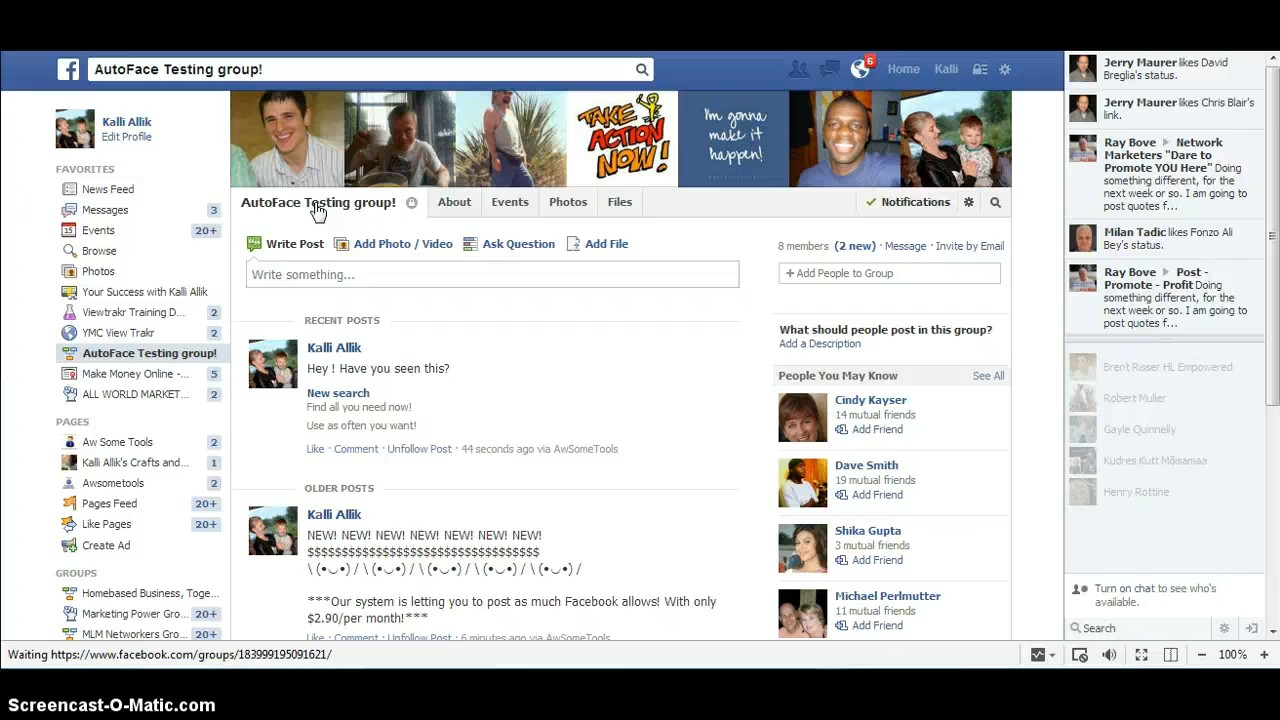 AutoFace Testing group!
6
Home
Kalli
Kalli Allik
Edit Profile
FAVORITES
News Feed
Messages 3
Events 20+
Browse
Photos
Your Success with Kalli Allik
Viewtrakr Training D... 2
YMC View Trakr 2
AutoFace Testing group!
Make Money Online -... 5
ALL WORLD MARKET... 2
PAGES
Aw Some Tools 2
Kalli Allik's Crafts and... 1
Awsometools 2
Pages Feed 20+
Like Pages 20+
Create Ad
GROUPS
Homebased Business, Toge...
Marketing Power Gro... 20+
MLM Networkers Gro... 20+
TAKE
ACTION
NOW!
I'm gonna
make it
happen!
AutoFace Testing group!
About
Events
Photos
Files
Notifications
Write Post
Add Photo / Video
Ask Question
Add File
Write something...
RECENT POSTS
Kalli Allik
Hey ! Have you seen this?
New search
Find all you need now!
Use as often you want!
Like · Comment · Unfollow Post · 44 seconds ago via AwSomeTools
OLDER POSTS
Kalli Allik
NEW! NEW! NEW! NEW! NEW! NEW! NEW!
$$$$$$$$$$$$$$$$$$$$$$$$$$$$$$$$$$
\ (•◡•) / \ (•◡•) / \ (•◡•) / \ (•◡•) / \ (•◡•) /
***Our system is letting you to post as much Facebook allows! With only
$2.90/per month!***
Like · Comment · Unfollow Post · 6 minutes ago via AwSomeTools
8 members (2 new) · Message · Invite by Email
+ Add People to Group
What should people post in this group?
Add a Description
People You May Know See All
Cindy Kayser
14 mutual friends
Add Friend
Dave Smith
19 mutual friends
Add Friend
Shika Gupta
3 mutual friends
Add Friend
Michael Perlmutter
11 mutual friends
Add Friend
Jerry Maurer likes David
Breglia's status.
Jerry Maurer likes Chris Blair's
link.
Ray Bove ▸ Network
Marketers "Dare to
Promote YOU Here" Doing
something different, for the
next week or so. I am going to
post quotes f...
Milan Tadic likes Fonzo Ali
Bey's status.
Ray Bove ▸ Post -
Promote - Profit Doing
something different, for the
next week or so. I am going to
post quotes f...
Brent Risser HL Empowered
Robert Muller
Gayle Quinnelly
Kudres Kutt Mõisamaa
Henry Rottine
Turn on chat to see who's
available.
Search
Waiting https://www.facebook.com/groups/183999195091621/
100%
Screencast-O-Matic.com